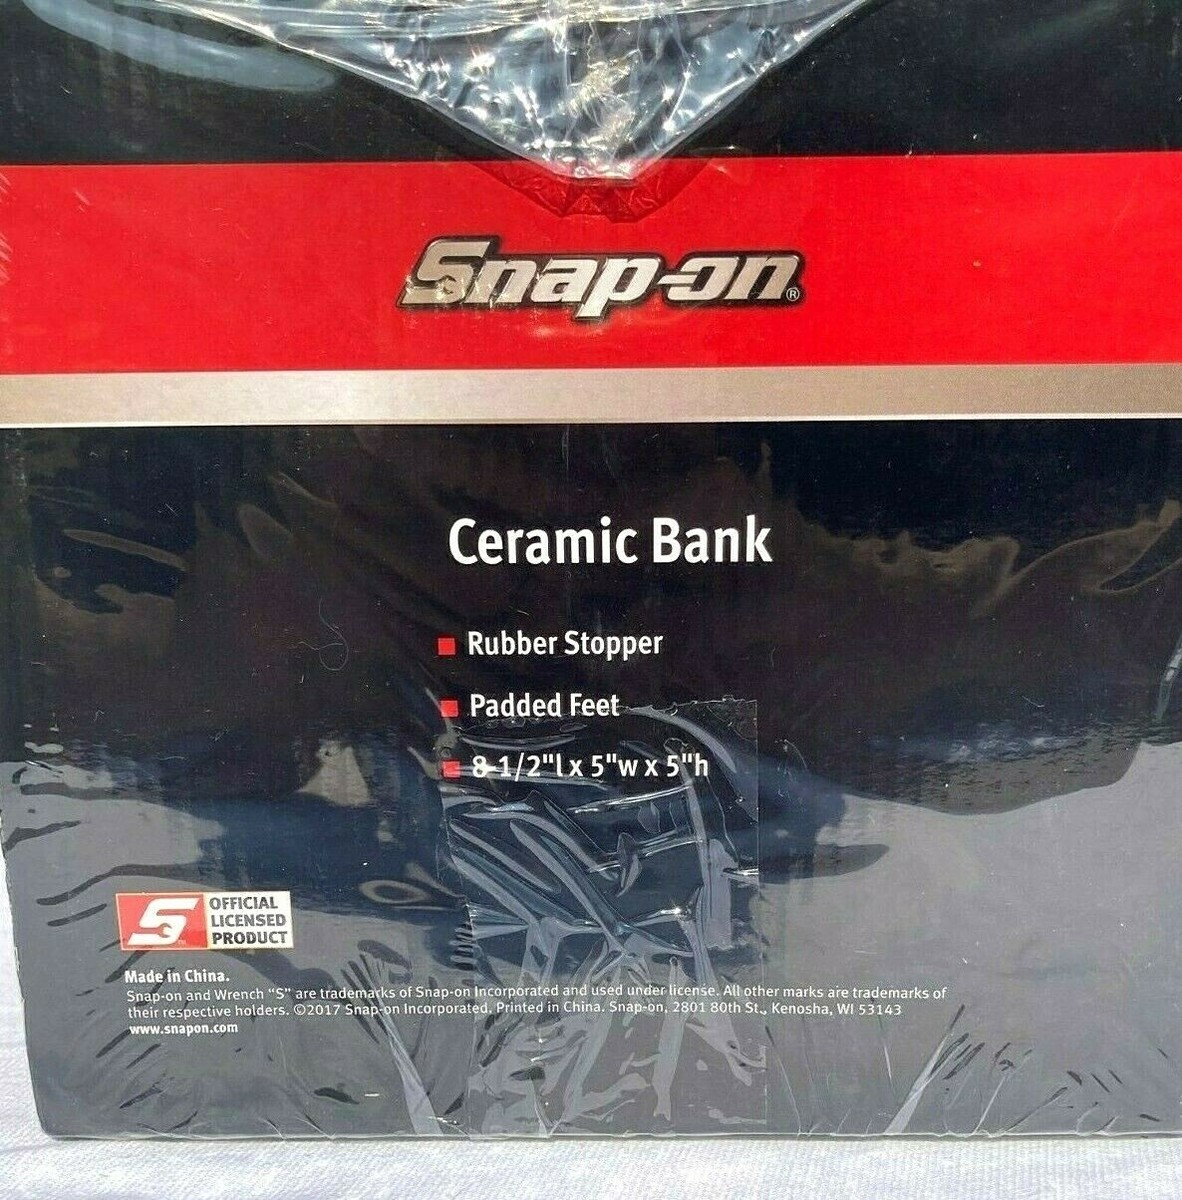 Snap-on®
Ceramic Bank
Rubber Stopper
Padded Feet
8-1/2"l x 5"w x 5"h
OFFICIAL
LICENSED
PRODUCT
Made in China.
Snap-on and Wrench “S” are trademarks of Snap-on Incorporated and used under license. All other marks are trademarks of
their respective holders. ©2017 Snap-on Incorporated. Printed in China. Snap-on, 2801 80th St., Kenosha, WI 53143
www.snapon.com